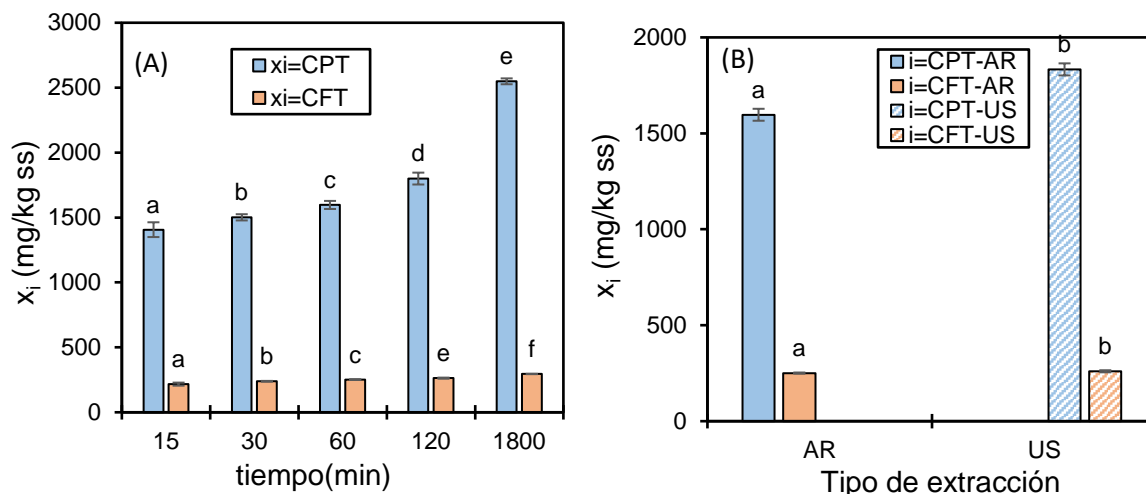 (A)
xi=CPT
xi=CFT
3000
2500
2000
1500
1000
500
0
x_i (mg/kg ss)
a
b
c
d
e
a
b
c
e
f
15
30
60
120
1800
tiempo(min)
(B)
i=CPT-AR
i=CFT-AR
i=CPT-US
i=CFT-US
2000
1500
1000
500
0
x_i (mg/kg ss)
a
b
a
b
AR
US
Tipo de extracción